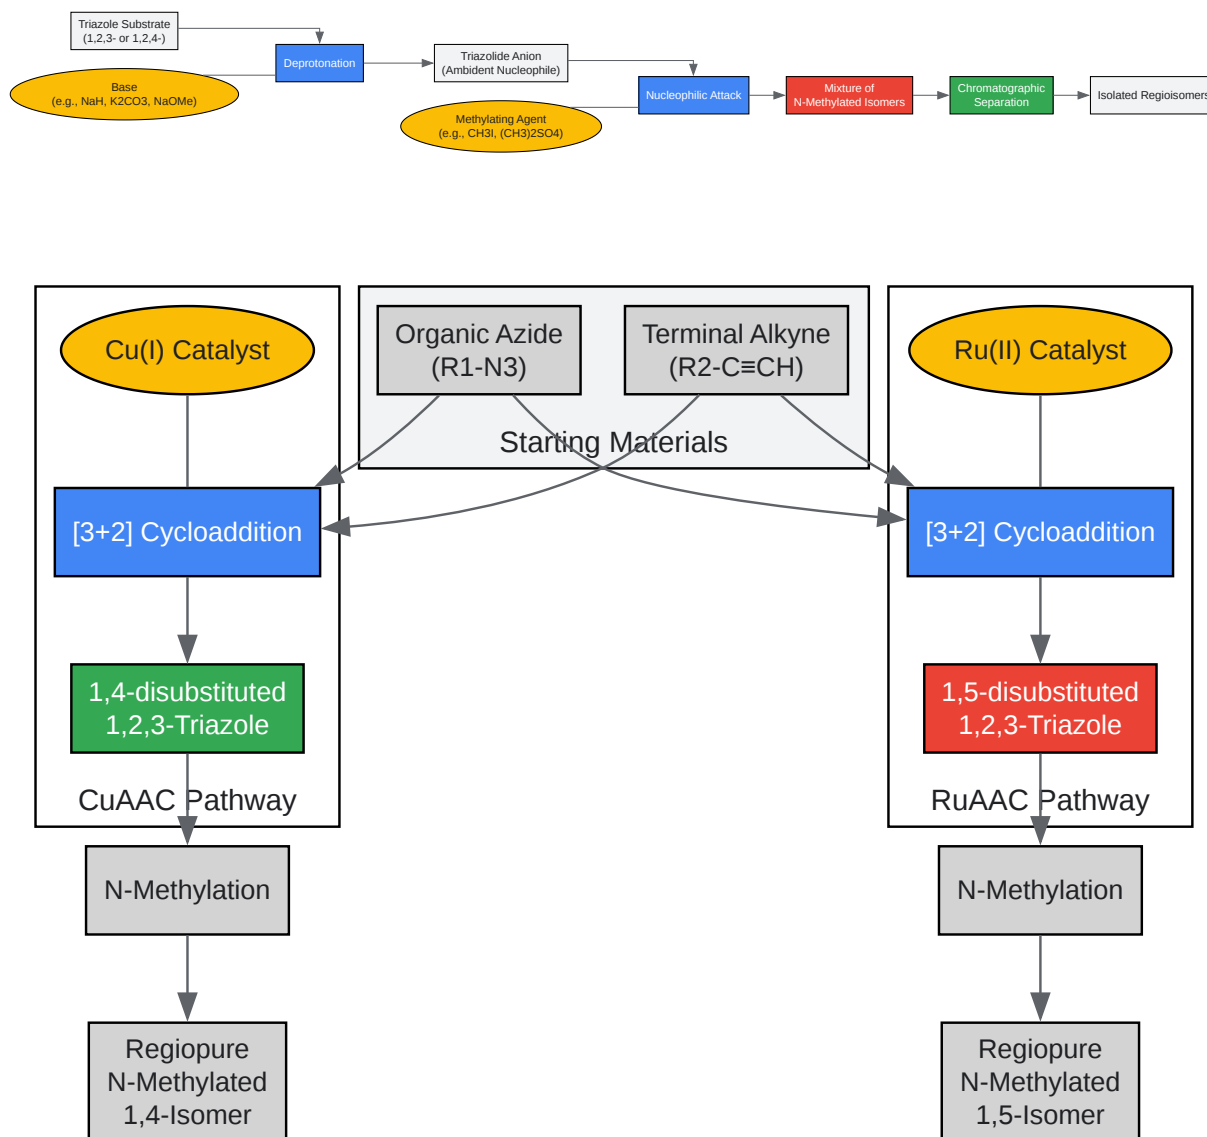 Triazole Substrate
(1,2,3- or 1,2,4-)
Base
(e.g., NaH, K2CO3, NaOMe)
Deprotonation
Triazolide Anion
(Ambident Nucleophile)
Methylating Agent
(e.g., CH3I, (CH3)2SO4)
Nucleophilic Attack
Mixture of
N-Methylated Isomers
Chromatographic
Separation
Isolated Regioisomers
Cu(I) Catalyst
Organic Azide
(R1-N3)
Terminal Alkyne
(R2-C≡CH)
Ru(II) Catalyst
Starting Materials
[3+2] Cycloaddition
[3+2] Cycloaddition
1,4-disubstituted
1,2,3-Triazole
1,5-disubstituted
1,2,3-Triazole
CuAAC Pathway
RuAAC Pathway
N-Methylation
N-Methylation
Regiopure
N-Methylated
1,4-Isomer
Regiopure
N-Methylated
1,5-Isomer